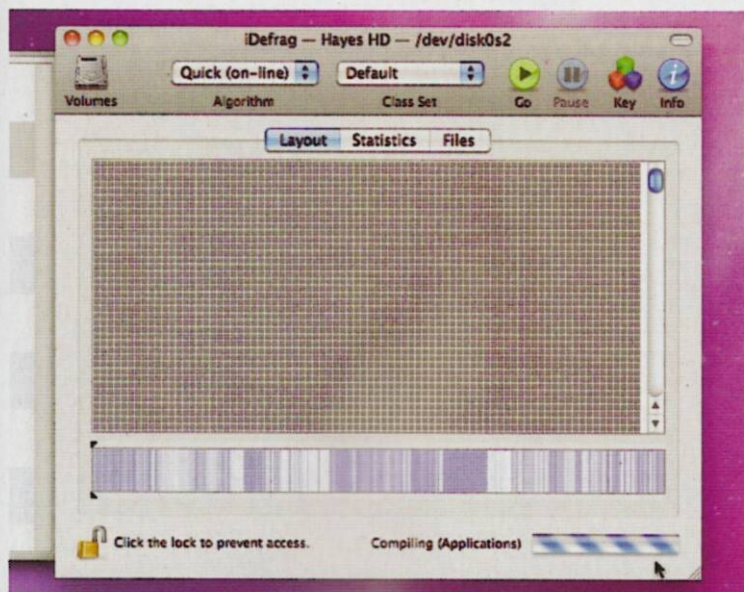 iDefrag — Hayes HD — /dev/disk0s2
Quick (on-line) Default
Volumes Algorithm Class Set Go Pause Key Info
Layout Statistics Files
Click the lock to prevent access. Compiling (Applications)